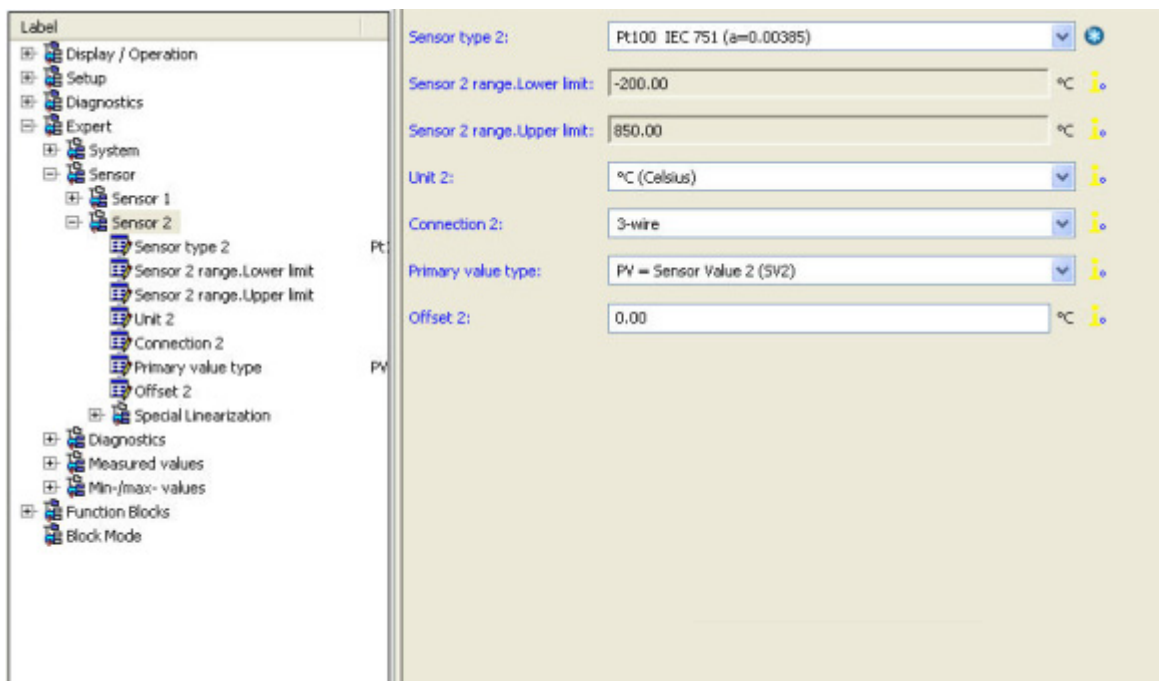 Label
Display / Operation
Setup
Diagnostics
Expert
System
Sensor
Sensor 1
Sensor 2
Sensor type 2 Pt
Sensor 2 range.Lower limit
Sensor 2 range.Upper limit
Unit 2
Connection 2
Primary value type PV
Offset 2
Special Linearization
Diagnostics
Measured values
Min-/max- values
Function Blocks
Block Mode
Sensor type 2: Pt100 IEC 751 (a=0.00385)
Sensor 2 range.Lower limit: -200.00 °C
Sensor 2 range.Upper limit: 850.00 °C
Unit 2: °C (Celsius)
Connection 2: 3-wire
Primary value type: PV = Sensor Value 2 (SV2)
Offset 2: 0.00 °C